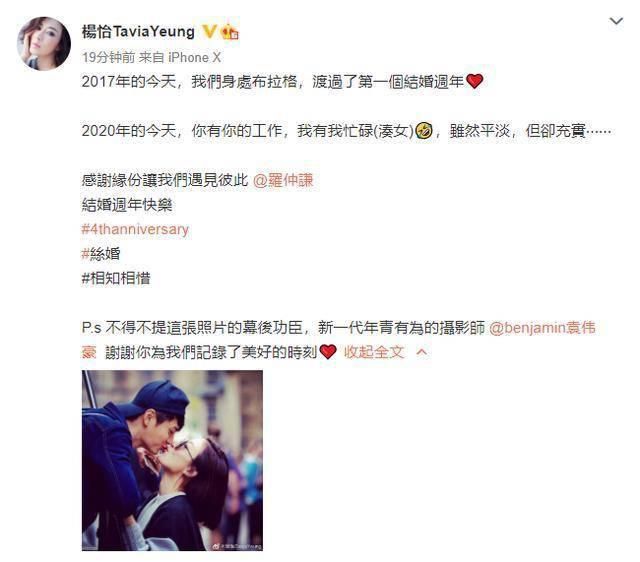 楊怡TaviaYeung
19分钟前 来自 iPhone X
2017年的今天，我們身處布拉格，渡過了第一個結婚週年❤
2020年的今天，你有你的工作，我有我忙碌(湊女)🤣，雖然平淡，但卻充實……
感謝緣份讓我們遇見彼此 @羅仲謙
結婚週年快樂
#4thanniversary
#絲婚
#相知相惜
P.s 不得不提這張照片的幕後功臣，新一代年青有為的攝影師 @benjamin袁伟
豪 謝謝你為我們記錄了美好的時刻❤ 收起全文